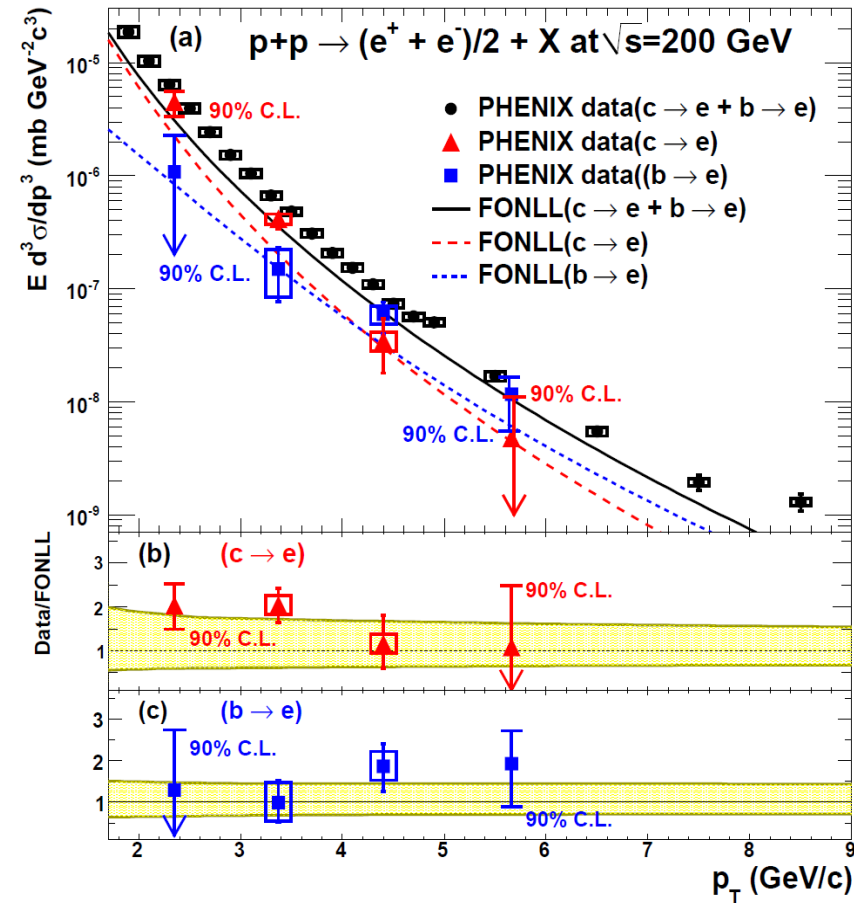 (a) p+p → (e⁺ + e⁻)/2 + X at √s=200 GeV
E d³σ/dp³ (mb GeV⁻²c³)
10⁻⁵
10⁻⁶
10⁻⁷
10⁻⁸
10⁻⁹
PHENIX data(c → e + b → e)
PHENIX data(c → e)
PHENIX data((b → e)
FONLL(c → e + b → e)
FONLL(c → e)
FONLL(b → e)
90% C.L.
90% C.L.
90% C.L.
90% C.L.
Data/FONLL
(b) (c → e)
3
2
1
90% C.L.
90% C.L.
(c) (b → e)
3
2
1
90% C.L.
90% C.L.
2 3 4 5 6 7 8 9
p_T (GeV/c)